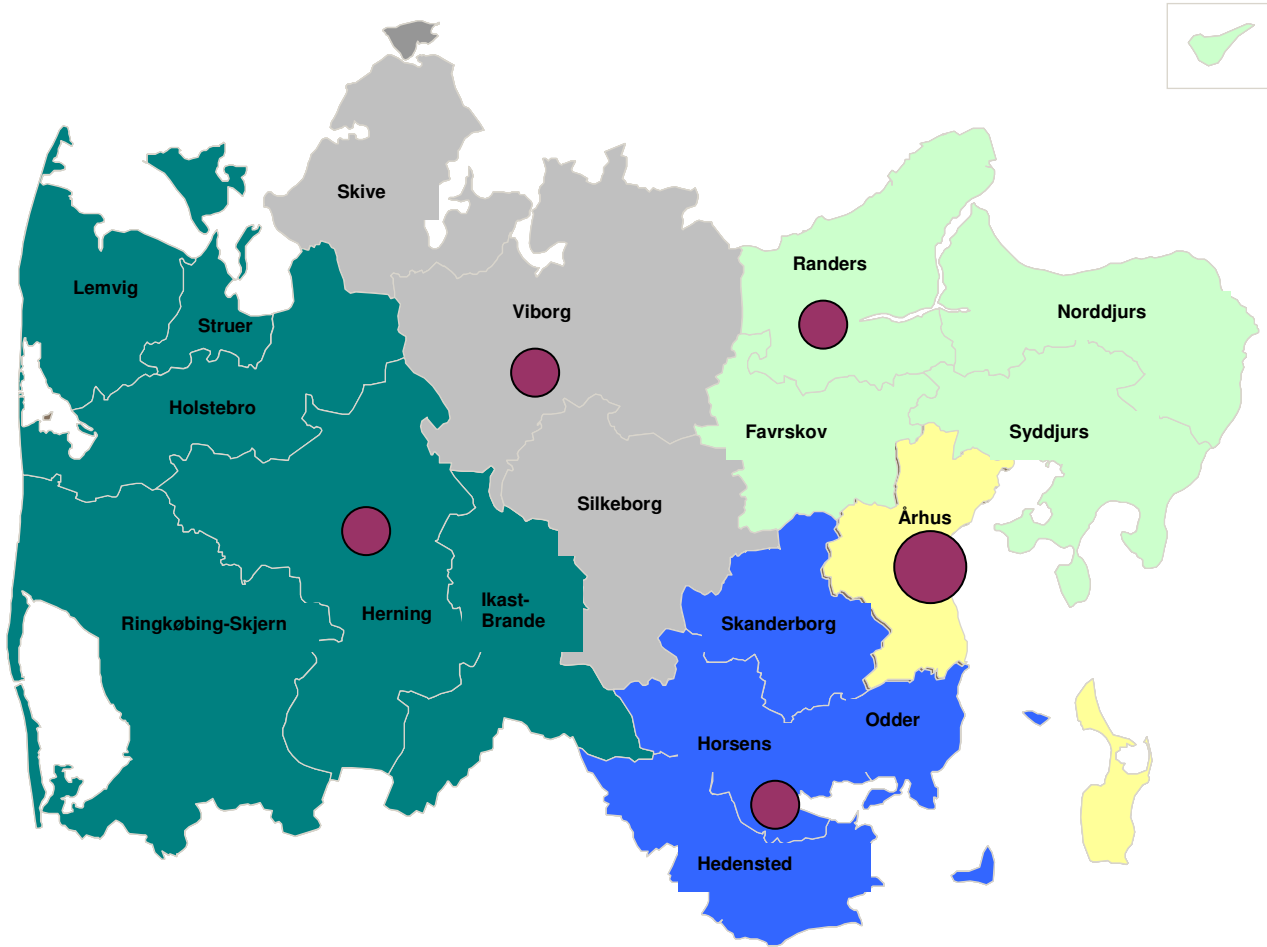 Skive
Randers
Lemvig
Viborg
Norddjurs
Struer
Holstebro
Favrskov
Syddjurs
Silkeborg
Århus
Ikast-
Brande
Herning
Ringkøbing-Skjern
Skanderborg
Odder
Horsens
Hedensted